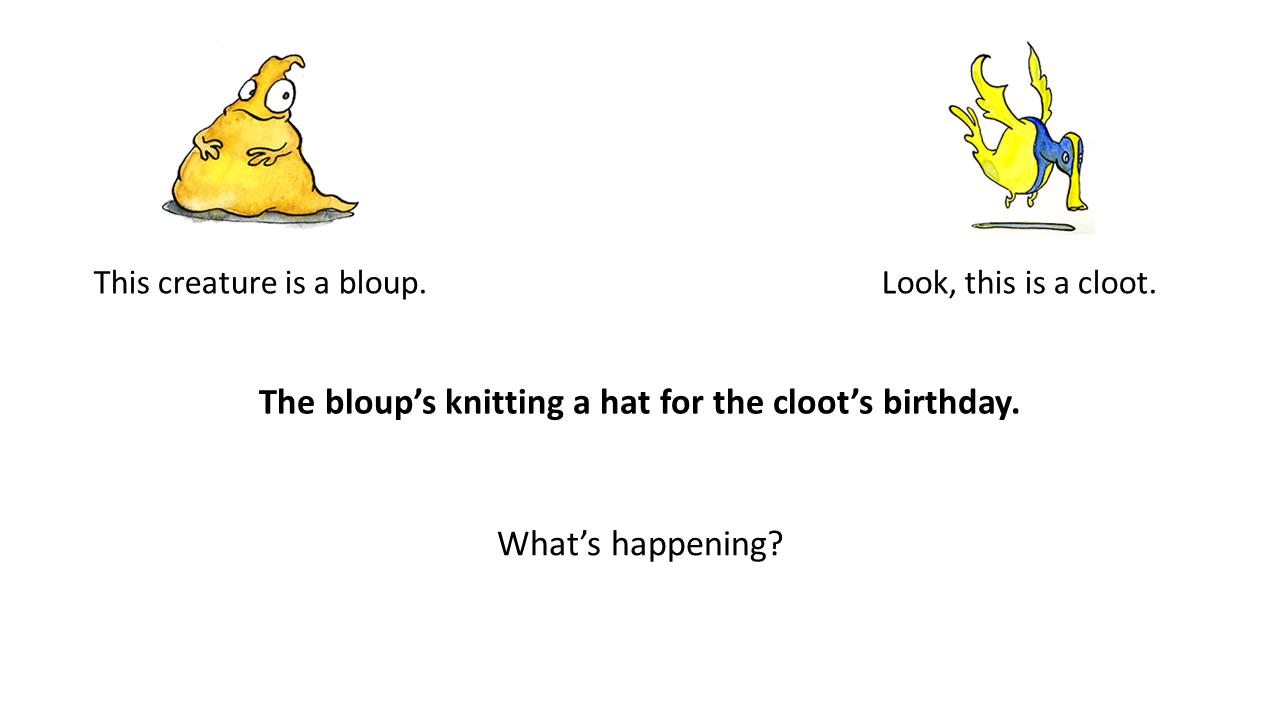 This creature is a bloup.
Look, this is a cloot.
The bloup’s knitting a hat for the cloot’s birthday.
What’s happening?